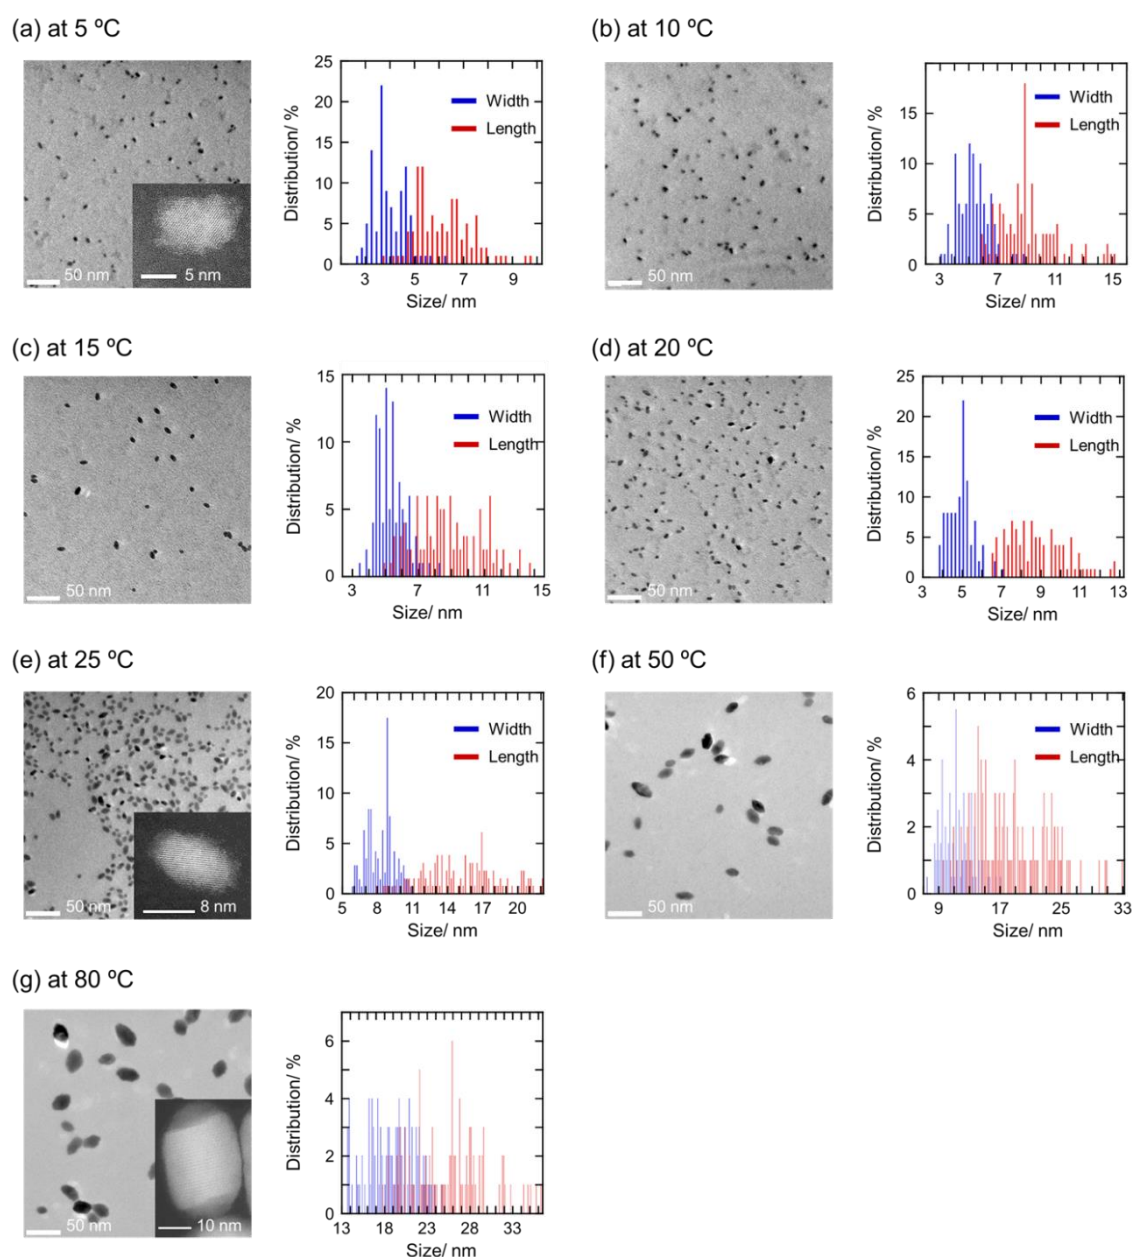 (a) at 5 ºC
25
20
15
10
5
0
Distribution/ %
Width
Length
50 nm
5 nm
3 5 7 9
Size/ nm
(b) at 10 ºC
15
10
5
0
Distribution/ %
Width
Length
50 nm
3 7 11 15
Size/ nm
(c) at 15 ºC
15
10
5
0
Distribution/ %
Width
Length
50 nm
3 7 11 15
Size/ nm
(d) at 20 ºC
25
20
15
10
5
0
Distribution/ %
Width
Length
50 nm
3 5 7 9 11 13
Size/ nm
(e) at 25 ºC
20
15
10
5
0
Distribution/ %
Width
Length
50 nm
8 nm
5 8 11 14 17 20
Size/ nm
(f) at 50 ºC
6
4
2
0
Distribution/ %
Width
Length
50 nm
9 17 25 33
Size/ nm
(g) at 80 ºC
6
4
2
0
Distribution/ %
Width
Length
50 nm
10 nm
13 18 23 28 33
Size/ nm